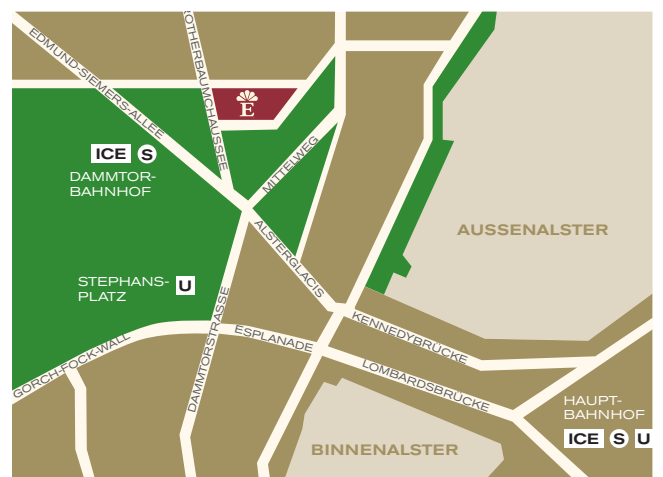 ROTHERBAUMCHAUSSEE
EDMUND-SIEMERS-ALLEE
E
ICE S
DAMMTOR-
BAHNHOF
MITTELWEG
AUSSENALSTER
ALSTERGLACIS
STEPHANS-
PLATZ
U
DAMMTORSTRASSE
GORCH-FOCK-WALL
ESPLANADE
KENNEDYBRÜCKE
LOMBARDSBRÜCKE
HAUPT-
BAHNHOF
ICE S U
BINNENALSTER